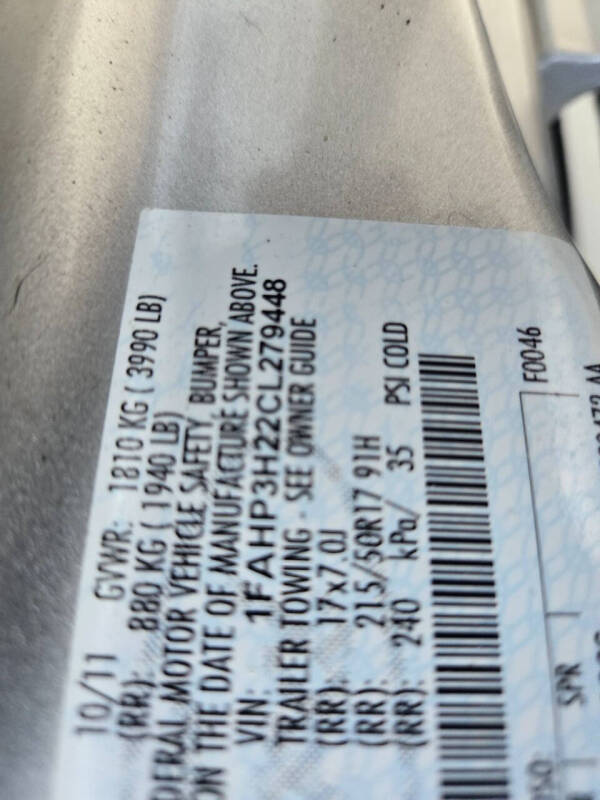 10/11 GVWR: 1810 KG ( 3990 LB)
(RR): 880 KG ( 1940 LB)
DERAL MOTOR VEHICLE SAFETY, BUMPER,
ON THE DATE OF MANUFACTURE SHOWN ABOVE.
VIN: 1FAHP3H22CL279448
TRAILER TOWING - SEE OWNER GUIDE
(RR): 17x7.0J
(RR): 215/50R17 91H
(RR): 240 kPa/ 35 PSI COLD
F0046
SPR